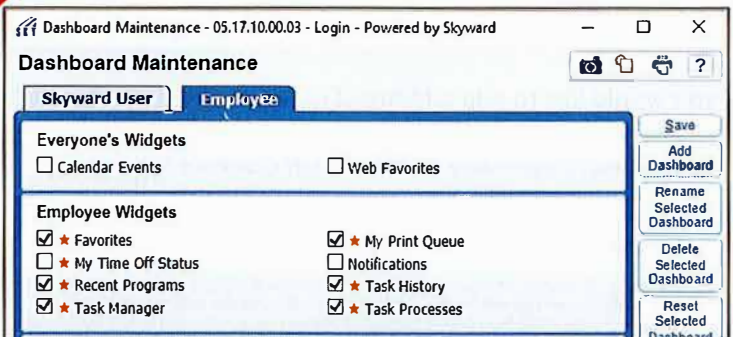 Dashboard Maintenance - 05.17.10.00.03 - Login - Powered by Skyward
Dashboard Maintenance
?
Skyward User
Employee
Save
Everyone's Widgets
Calendar Events
Web Favorites
Add
Dashboard
Employee Widgets
Rename
Selected
Dashboard
★ Favorites
★ My Print Queue
★ My Time Off Status
Notifications
★ Recent Programs
★ Task History
★ Task Manager
★ Task Processes
Delete
Selected
Dashboard
Reset
Selected
Dashboard